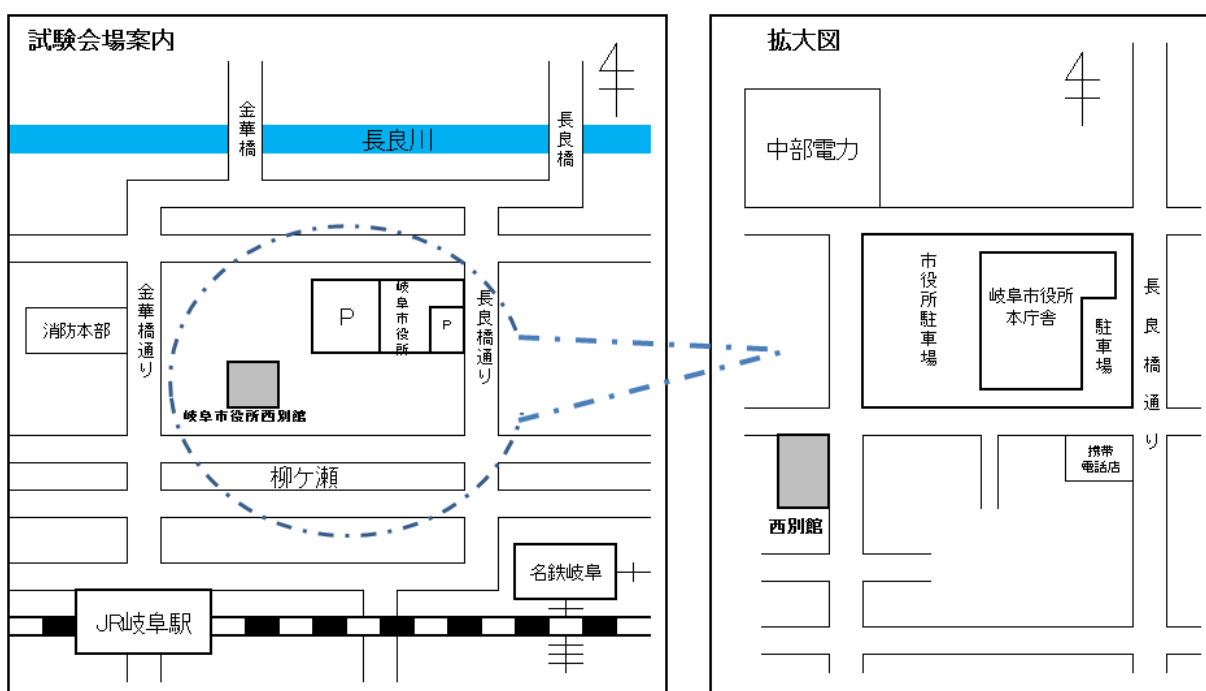 試験会場案内
金華橋
長良川
長良橋
金華橋通り
消防本部
P
岐阜市役所
P
長良橋通り
岐阜市役所西別館
柳ケ瀬
名鉄岐阜
JR岐阜駅
拡大図
中部電力
市役所駐車場
岐阜市役所
本庁舎
駐車場
長良橋通り
携帯
電話店
西別館